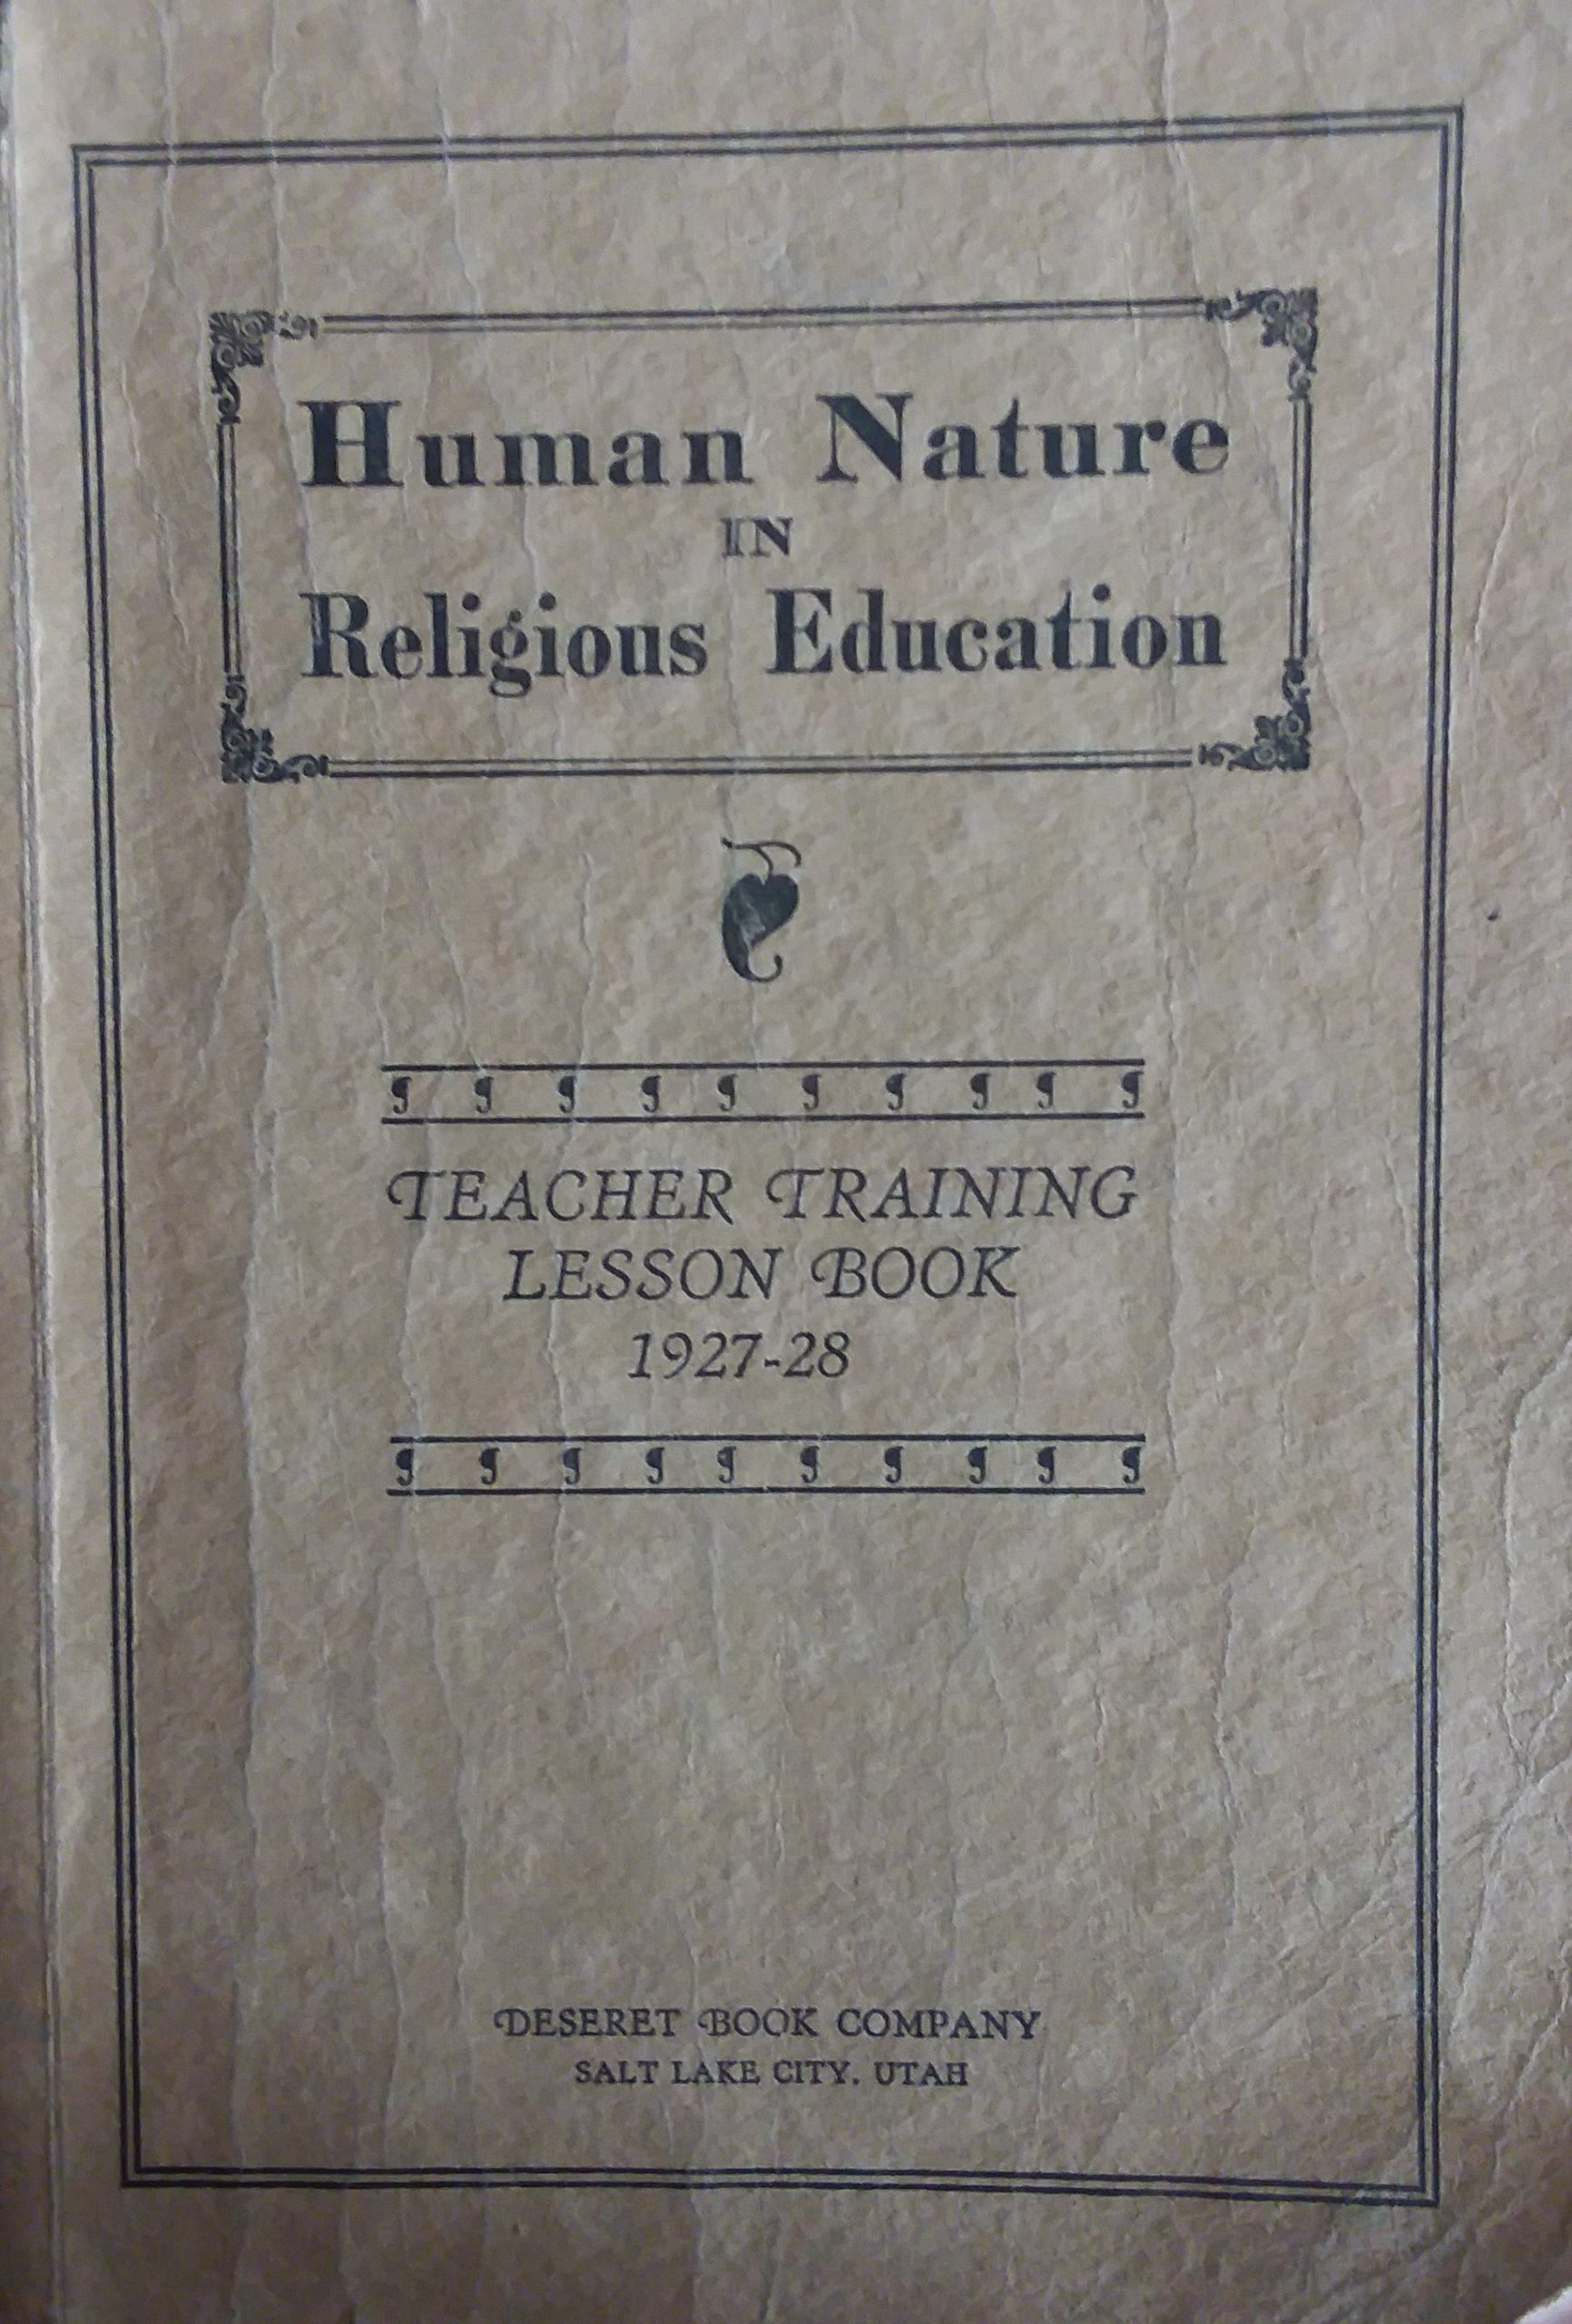 Human Nature
IN
Religious Education
TEACHER TRAINING
LESSON BOOK
1927-28
DESERET BOOK COMPANY
SALT LAKE CITY. UTAH